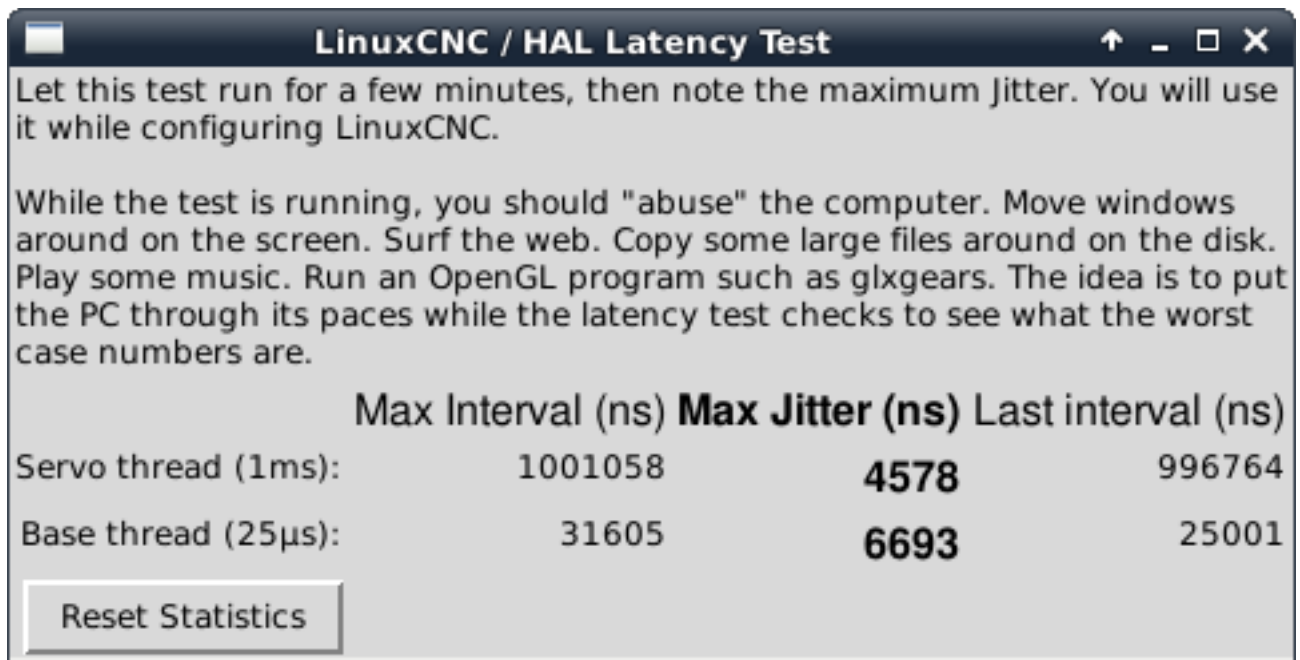 LinuxCNC / HAL Latency Test
Let this test run for a few minutes, then note the maximum Jitter. You will use
it while configuring LinuxCNC.
While the test is running, you should "abuse" the computer. Move windows
around on the screen. Surf the web. Copy some large files around on the disk.
Play some music. Run an OpenGL program such as glxgears. The idea is to put
the PC through its paces while the latency test checks to see what the worst
case numbers are.
Max Interval (ns) Max Jitter (ns) Last interval (ns)
Servo thread (1ms): 1001058 4578 996764
Base thread (25µs): 31605 6693 25001
Reset Statistics